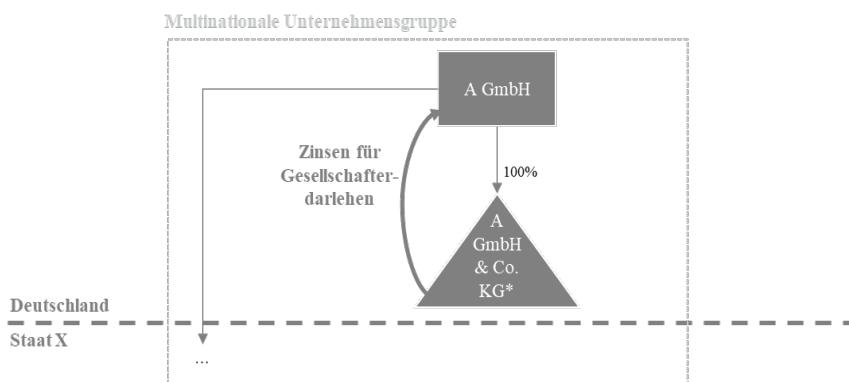 Multinationale Unternehmensgruppe
A GmbH
Zinsen für
Gesellschafter-
darlehen
100%
A
GmbH
& Co.
KG*
Deutschland
Staat X
...